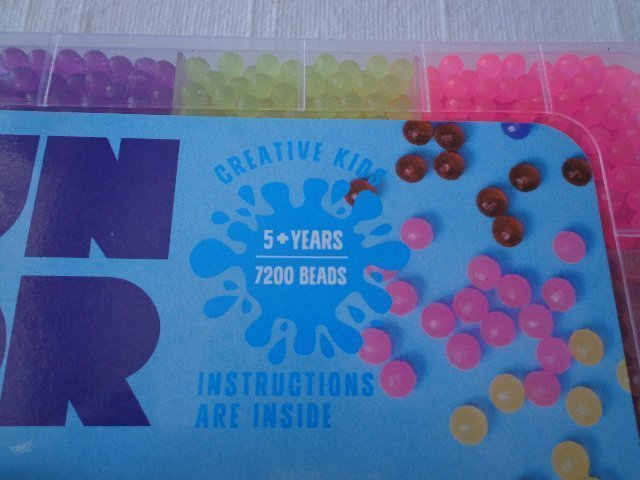 CREATIVE KIDS
5+YEARS
7200 BEADS
INSTRUCTIONS
ARE INSIDE